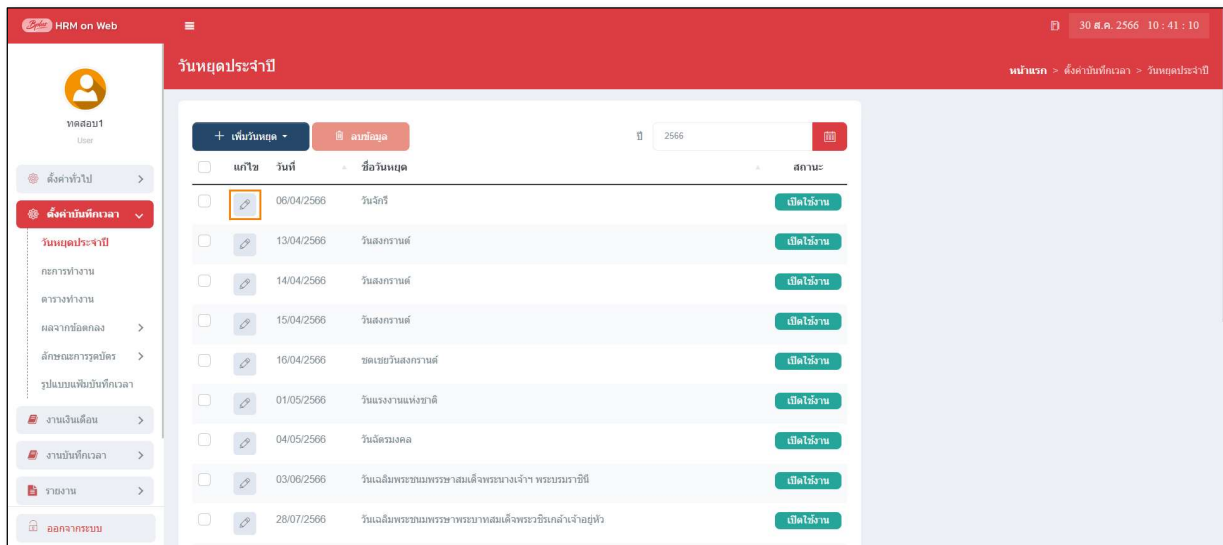 Byte HRM on Web
30 ส.ค. 2566 10 : 41 : 10
วันหยุดประจำปี
หน้าแรก > ตั้งค่าบันทึกเวลา > วันหยุดประจำปี
ทดสอบ1
User
ตั้งค่าทั่วไป
ตั้งค่าบันทึกเวลา
วันหยุดประจำปี
กะการทำงาน
ตารางทำงาน
ผลจากข้อตกลง
ลักษณะการรูดบัตร
รูปแบบแฟ้มบันทึกเวลา
งานเงินเดือน
งานบันทึกเวลา
รายงาน
ออกจากระบบ
+ เพิ่มวันหยุด ลบข้อมูล ปี 2566
แก้ไข วันที่ ชื่อวันหยุด สถานะ
06/04/2566 วันจักรี เปิดใช้งาน
13/04/2566 วันสงกรานต์ เปิดใช้งาน
14/04/2566 วันสงกรานต์ เปิดใช้งาน
15/04/2566 วันสงกรานต์ เปิดใช้งาน
16/04/2566 ชดเชยวันสงกรานต์ เปิดใช้งาน
01/05/2566 วันแรงงานแห่งชาติ เปิดใช้งาน
04/05/2566 วันฉัตรมงคล เปิดใช้งาน
03/06/2566 วันเฉลิมพระชนมพรรษาสมเด็จพระนางเจ้าฯ พระบรมราชินี เปิดใช้งาน
28/07/2566 วันเฉลิมพระชนมพรรษาพระบาทสมเด็จพระวชิรเกล้าเจ้าอยู่หัว เปิดใช้งาน